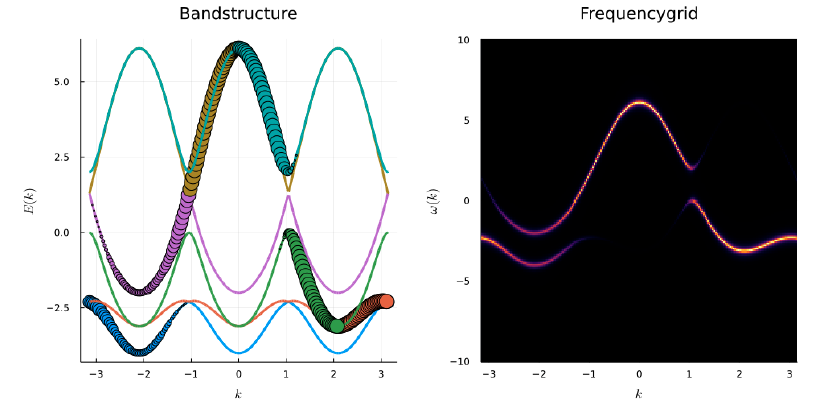 Bandstructure
E(k)
5.0
2.5
0.0
−2.5
−3 −2 −1 0 1 2 3
k
Frequencygrid
ω(k)
10
5
0
−5
−10
−3 −2 −1 0 1 2 3
k